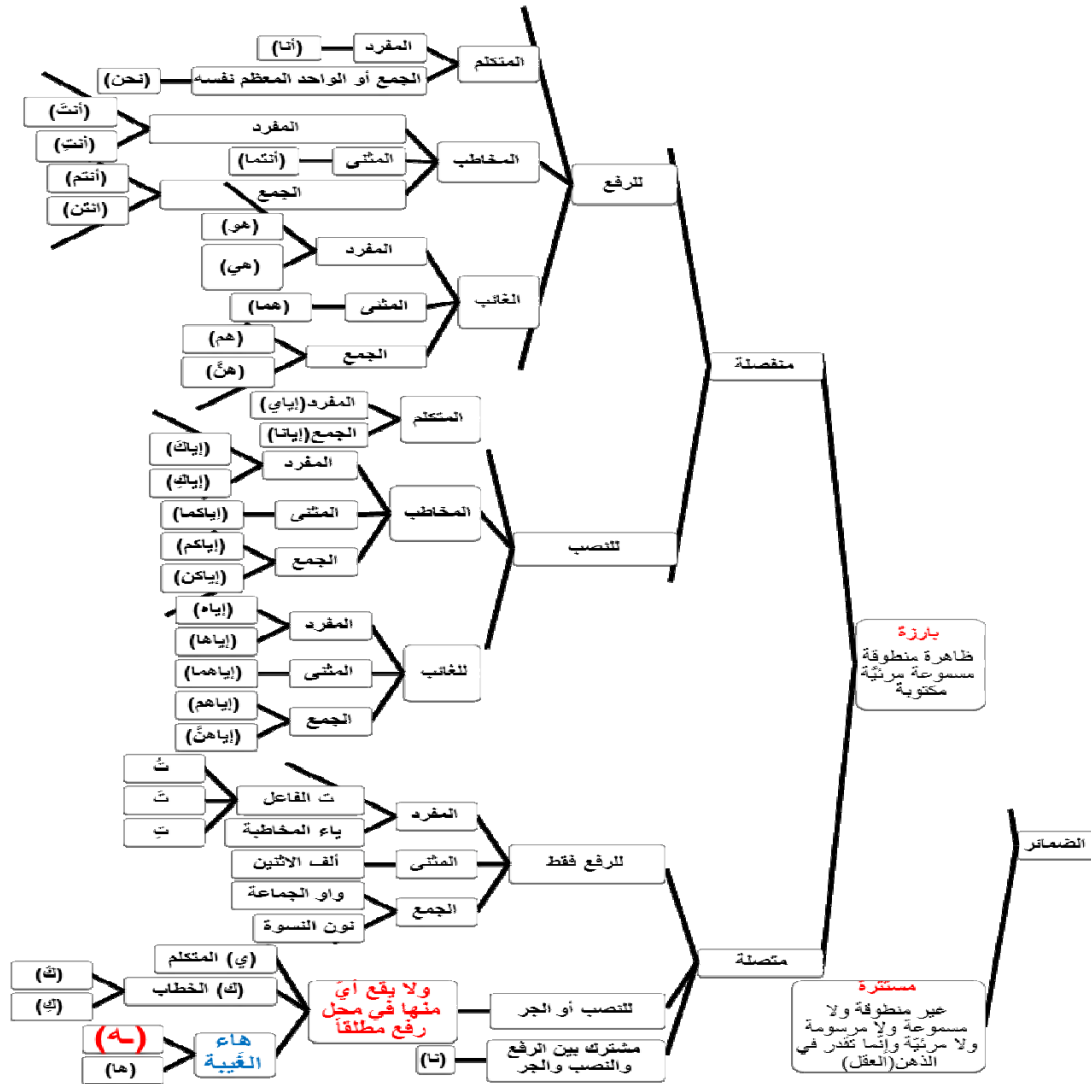 الضمائر
بارزة
ظاهرة منطوقة
مسموعة مرئيّة
مكتوبة
منفصلة
للرفع
المتكلم
المفرد
(أنا)
الجمع أو الواحد المعظم نفسه
(نحن)
المخاطب
المفرد
(أنتَ)
(أنتِ)
المثنى
(أنتما)
الجمع
(أنتم)
(انتن)
الغائب
المفرد
(هو)
(هي)
المثنى
(هما)
الجمع
(هم)
(هنَّ)
للنصب
المتكلم
المفرد(إياي)
الجمع(إيانا)
المخاطب
المفرد
(إياكَ)
(إياكِ)
المثنى
(إياكما)
الجمع
(إياكم)
(إياكن)
للغائب
المفرد
(إياه)
(إياها)
المثنى
(إياهما)
الجمع
(إياهم)
(إياهنَّ)
متصلة
للرفع فقط
المفرد
ت الفاعل
تُ
تَ
تِ
ياء المخاطبة
المثنى
ألف الاثنين
الجمع
واو الجماعة
نون النسوة
للنصب أو الجر
ولا يقع أيّ
منها في محل
رفع مطلقاً
(ي) المتكلم
(ك) الخطاب
(كَ)
(كِ)
هاء
الغَيبة
(ـه)
(ها)
مشترك بين الرفع
والنصب والجر
(نا)
مستترة
غير منطوقة ولا
مسموعة ولا مرسومة
ولا مرئيّة وإنّما تقدر في
الذهن(العقل)